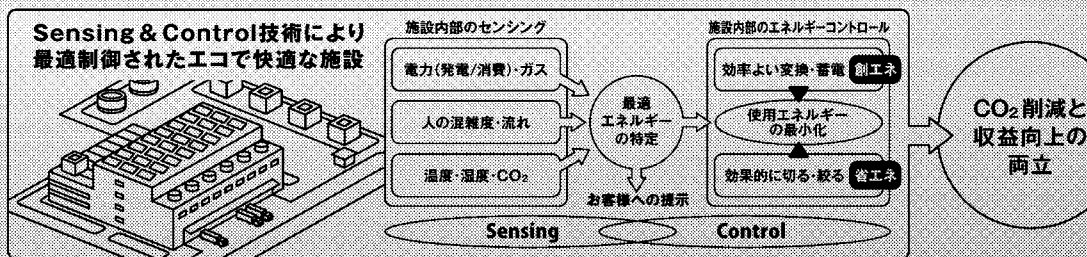 Sensing&Control技術により
最適制御されたエコで快適な施設
施設内部のセンシング
電力(発電/消費)・ガス
人の混雑度・流れ
温度・湿度・CO₂
最適
エネルギー
の特定
お客様への提示
施設内部のエネルギーコントロール
効率よい変換・蓄電 創エネ
使用エネルギー
の最小化
効果的に切る・絞る 省エネ
Sensing
Control
CO₂削減と
収益向上の
両立